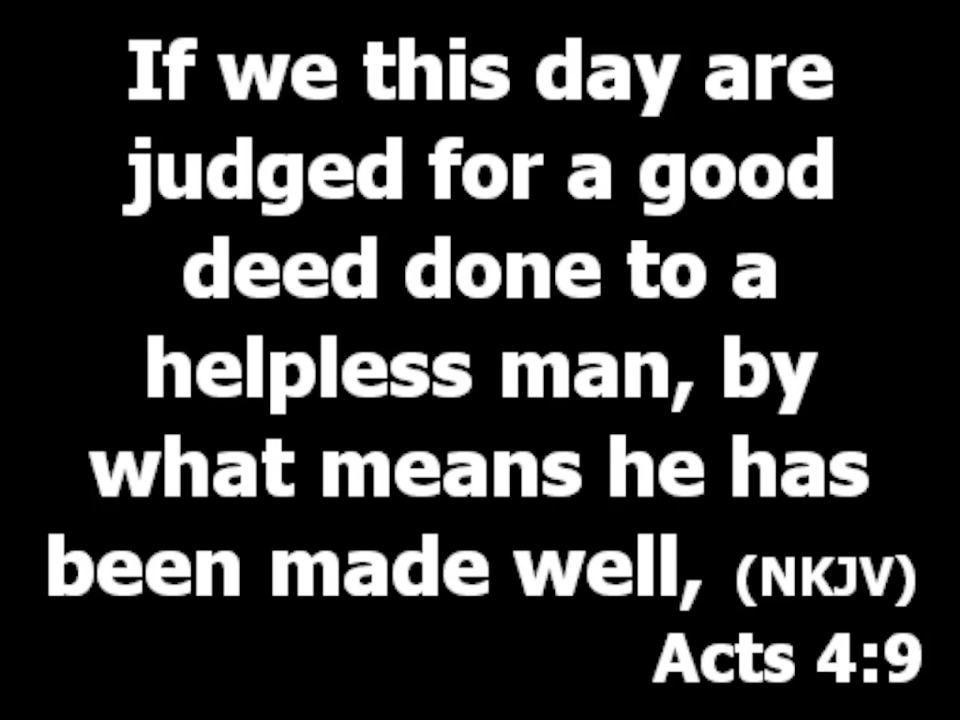 If we this day are
judged for a good
deed done to a
helpless man, by
what means he has
been made well, (NKJV)
Acts 4:9